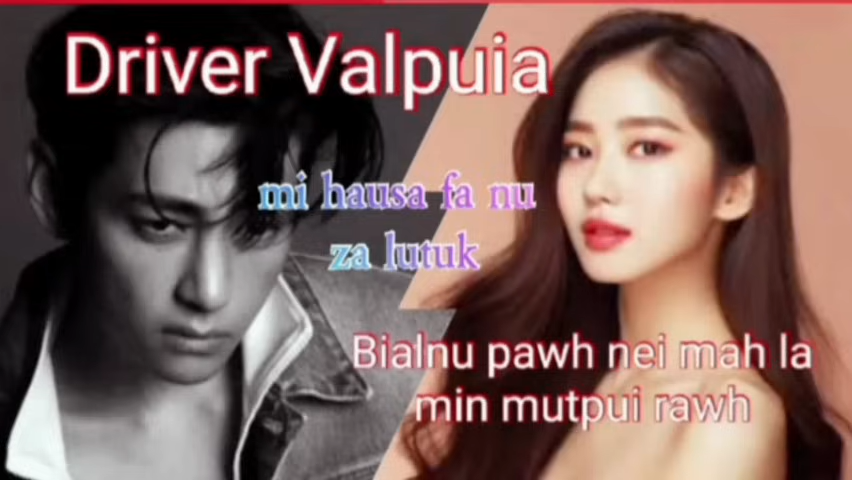 Driver Valpuia
mi hausa fa nu
za lutuk
Bialnu pawh nei mah la
min mutpui rawh